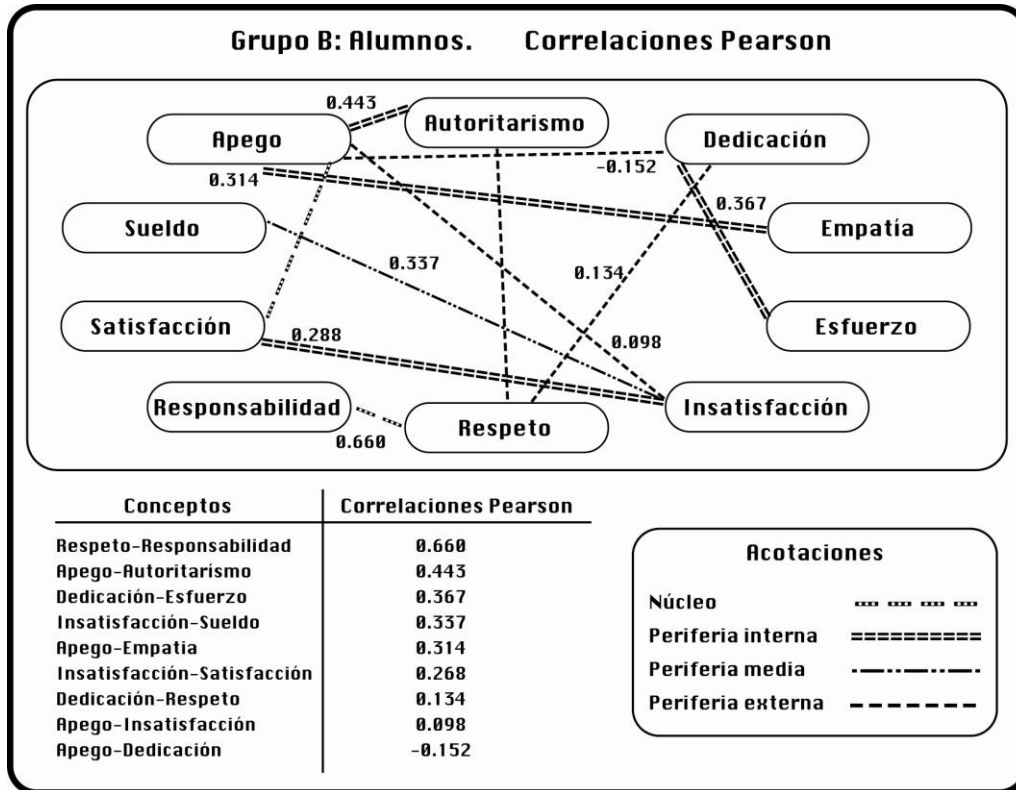 Grupo B: Alumnos. Correlaciones Pearson
0.443
Apego
Autoritarismo
Dedicación
-0.152
0.314
0.367
Sueldo
Empatía
0.337
0.134
Satisfacción
0.288
Esfuerzo
0.098
Responsabilidad
Insatisfacción
Respeto
0.660
Conceptos Correlaciones Pearson
Respeto-Responsabilidad 0.660
Apego-Autoritarísmo 0.443
Dedicación-Esfuerzo 0.367
Insatisfacción-Sueldo 0.337
Apego-Empatia 0.314
Insatisfacción-Satisfacción 0.268
Dedicación-Respeto 0.134
Apego-Insatisfacción 0.098
Apego-Dedicación -0.152
Acotaciones
Núcleo
Periferia interna
Periferia media
Periferia externa